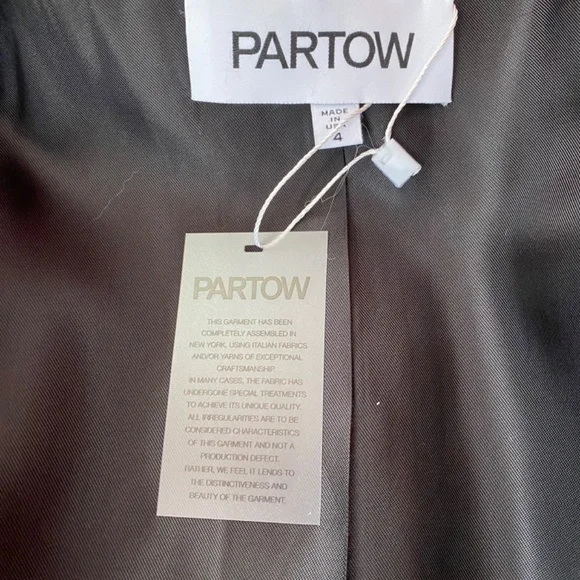 PARTOW
MADE
IN
4
PARTOW
THIS GARMENT HAS BEEN
COMPLETELY ASSEMBLED IN
NEW YORK, USING ITALIAN FABRICS
AND/OR YARNS OF EXCEPTIONAL
CRAFTSMANSHIP...
IN MANY CASES, THE FABRIC HAS
UNDERGONE SPECIAL TREATMENTS
TO ACHIEVE ITS UNIQUE QUALITY.
ALL IRREGULARITIES ARE TO BE
CONSIDERED CHARACTERISTICS
OF THIS GARMENT AND NOT A
PRODUCTION DEFECT.
RATHER, WE FEEL IT LENDS TO
THE DISTINCTIVENESS AND
BEAUTY OF THE GARMENT.